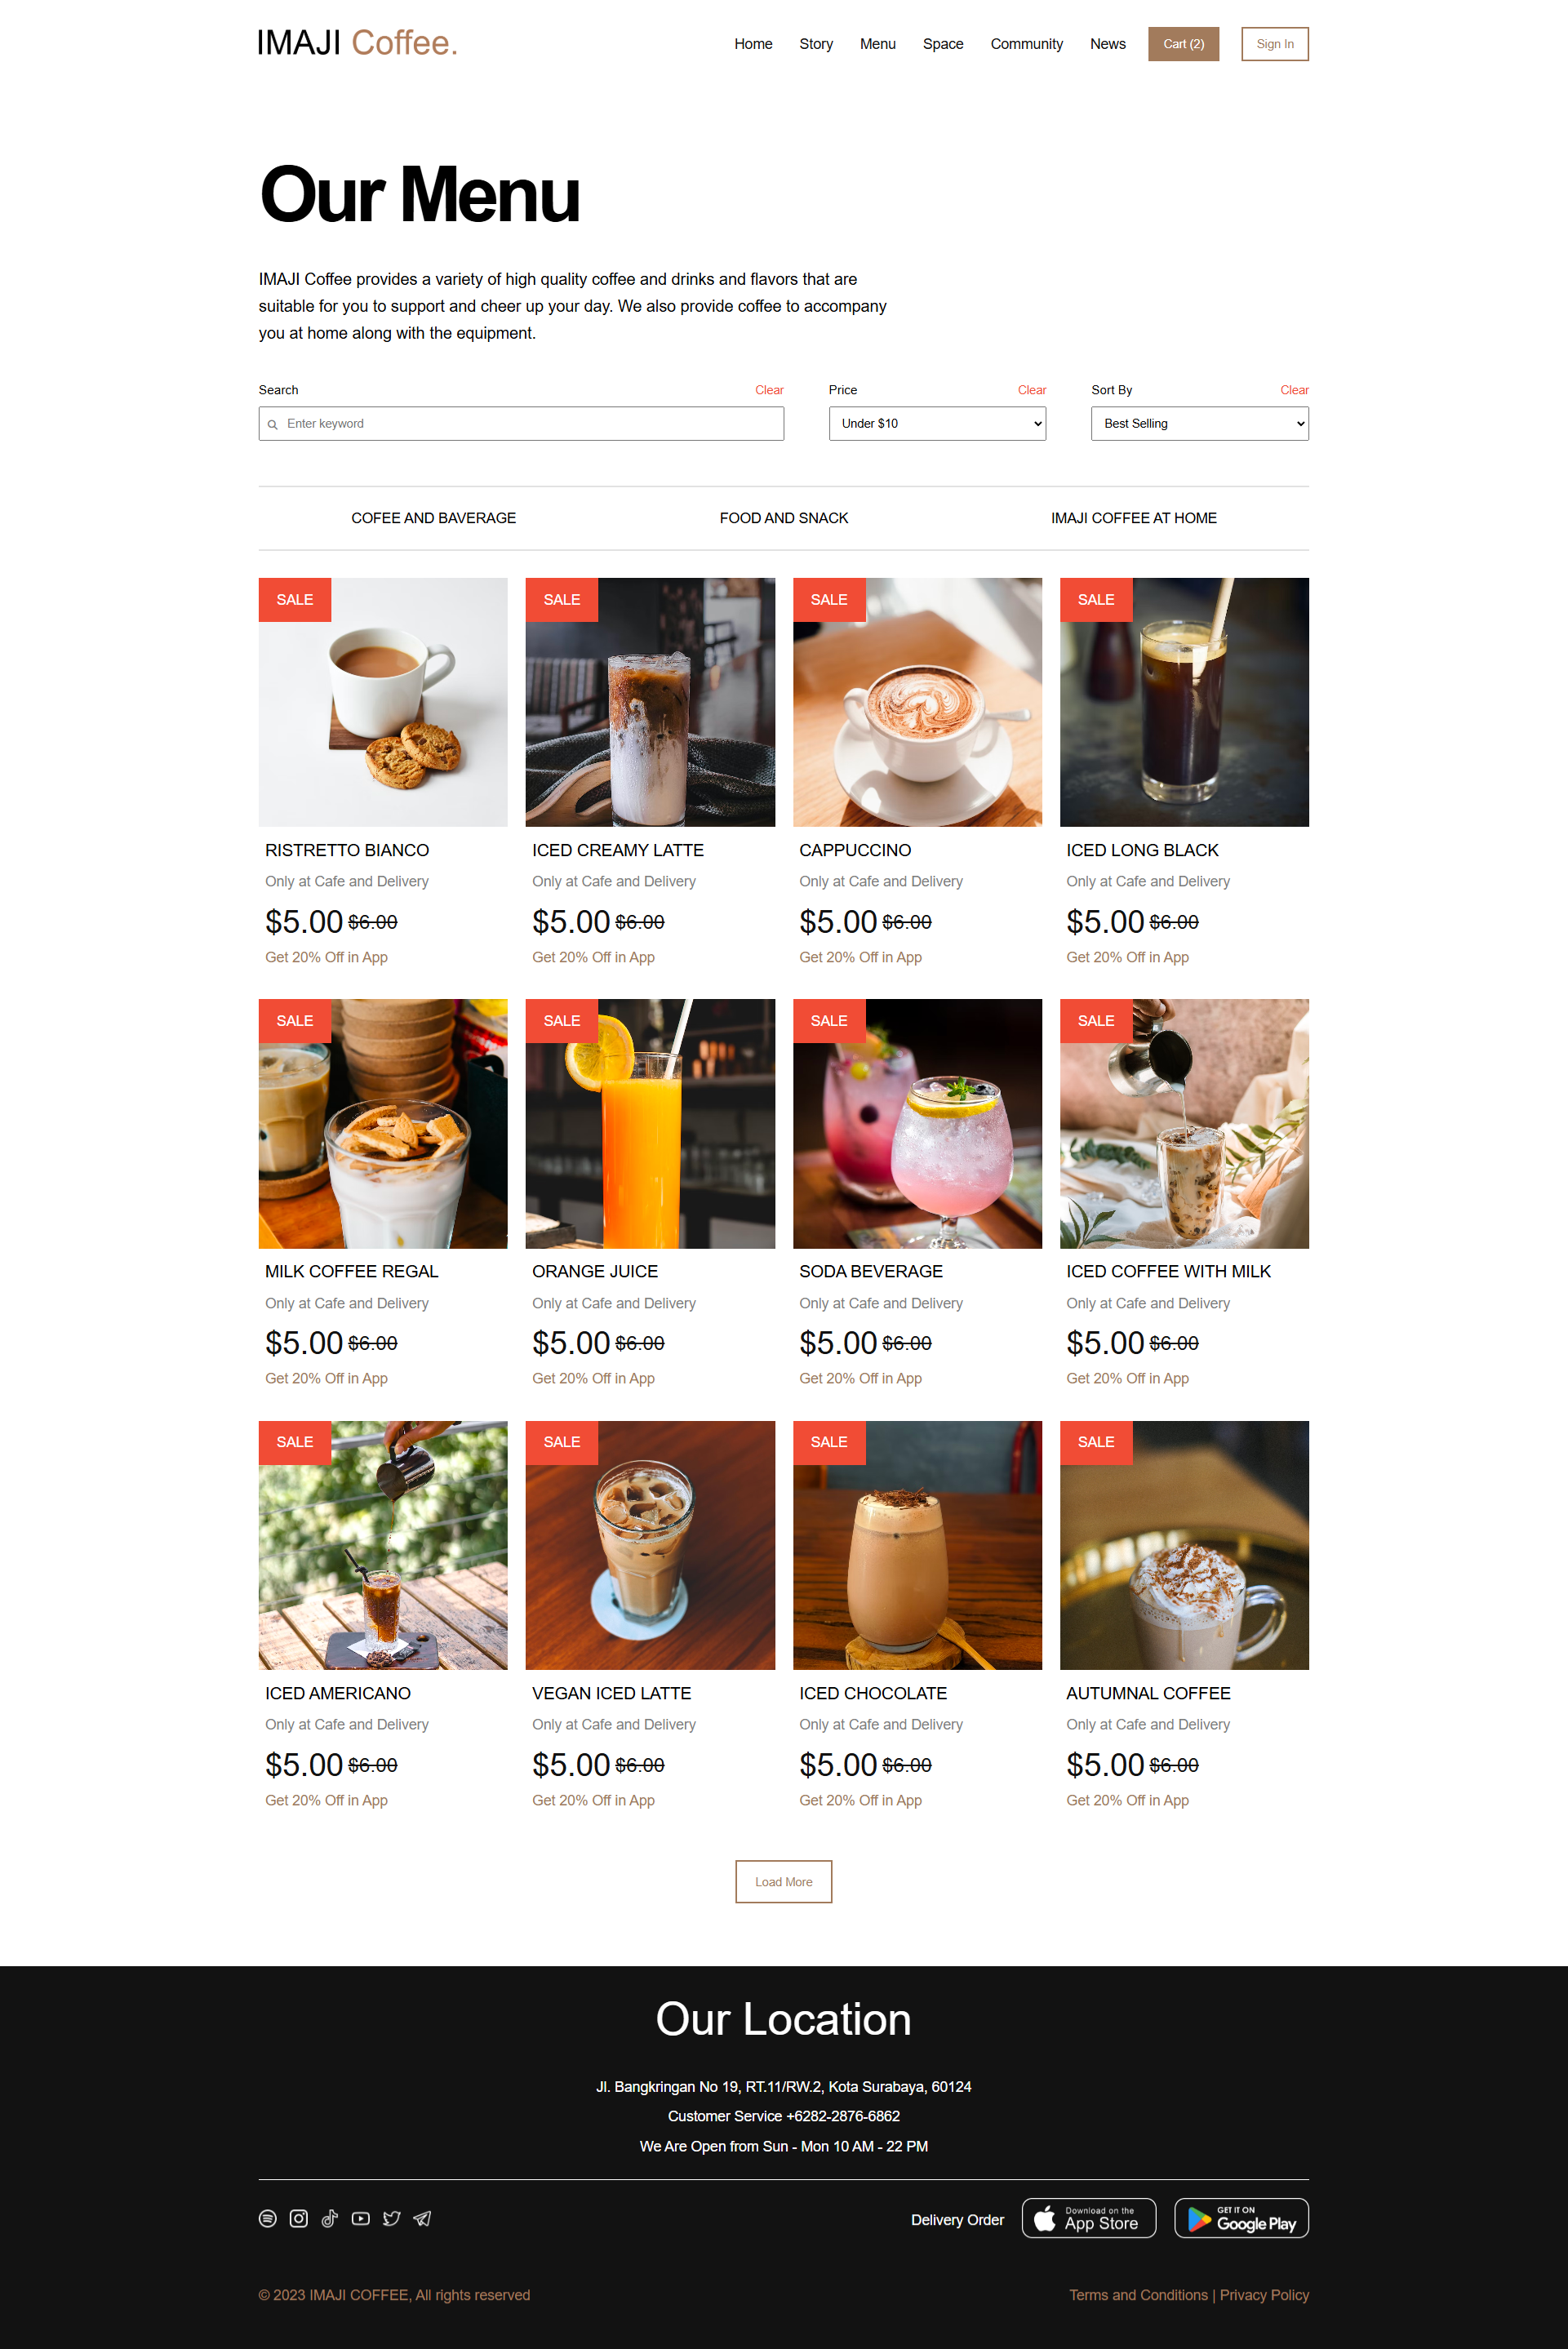 IMAJI Coffee.
Home Story Menu Space Community News Cart (2) Sign In
Our Menu
IMAJI Coffee provides a variety of high quality coffee and drinks and flavors that are
suitable for you to support and cheer up your day. We also provide coffee to accompany
you at home along with the equipment.
Search Clear Price Clear Sort By Clear
Enter keyword Under $10 Best Selling
COFEE AND BAVERAGE FOOD AND SNACK IMAJI COFFEE AT HOME
SALE SALE SALE SALE
RISTRETTO BIANCO ICED CREAMY LATTE CAPPUCCINO ICED LONG BLACK
Only at Cafe and Delivery Only at Cafe and Delivery Only at Cafe and Delivery Only at Cafe and Delivery
$5.00 $6.00 $5.00 $6.00 $5.00 $6.00 $5.00 $6.00
Get 20% Off in App Get 20% Off in App Get 20% Off in App Get 20% Off in App
SALE SALE SALE SALE
MILK COFFEE REGAL ORANGE JUICE SODA BEVERAGE ICED COFFEE WITH MILK
Only at Cafe and Delivery Only at Cafe and Delivery Only at Cafe and Delivery Only at Cafe and Delivery
$5.00 $6.00 $5.00 $6.00 $5.00 $6.00 $5.00 $6.00
Get 20% Off in App Get 20% Off in App Get 20% Off in App Get 20% Off in App
SALE SALE SALE SALE
ICED AMERICANO VEGAN ICED LATTE ICED CHOCOLATE AUTUMNAL COFFEE
Only at Cafe and Delivery Only at Cafe and Delivery Only at Cafe and Delivery Only at Cafe and Delivery
$5.00 $6.00 $5.00 $6.00 $5.00 $6.00 $5.00 $6.00
Get 20% Off in App Get 20% Off in App Get 20% Off in App Get 20% Off in App
Load More
Our Location
Jl. Bangkringan No 19, RT.11/RW.2, Kota Surabaya, 60124
Customer Service +6282-2876-6862
We Are Open from Sun - Mon 10 AM - 22 PM
Delivery Order
Download on the
App Store
GET IT ON
Google Play
© 2023 IMAJI COFFEE, All rights reserved Terms and Conditions | Privacy Policy